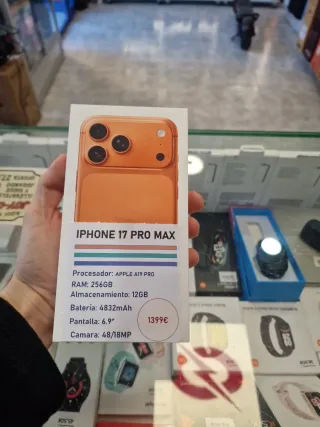 IPHONE 17 PRO MAX
Procesador: APPLE A19 PRO
RAM: 256GB
Almacenamiento: 12GB
Batería: 4832mAh
Pantalla: 6.9"
Camara: 48/18MP
1399€